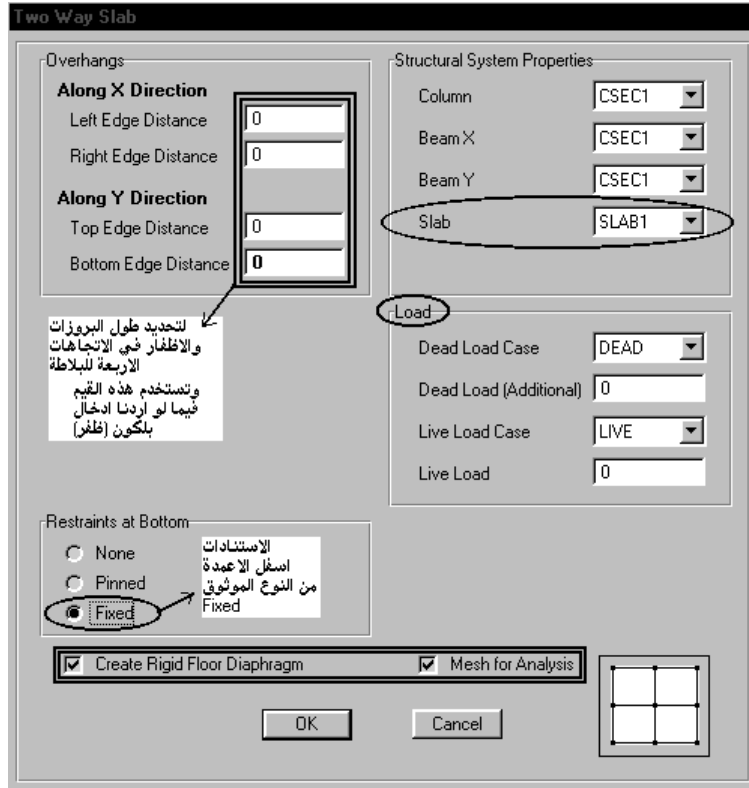 Two Way Slab
Overhangs
Along X Direction
Left Edge Distance 0
Right Edge Distance 0
Along Y Direction
Top Edge Distance 0
Bottom Edge Distance 0
لتحديد طول البروزات
والاظفار في الاتجاهات
الاربعة للبلاطة
وتستخدم هذه القيم
فيما لو اردنا ادخال
بلكون (ظفر)
Structural System Properties
Column CSEC1
Beam X CSEC1
Beam Y CSEC1
Slab SLAB1
Load
Dead Load Case DEAD
Dead Load (Additional) 0
Live Load Case LIVE
Live Load 0
Restraints at Bottom
None
Pinned
Fixed
الاستنادات
اسفل الاعمدة
من النوع الموثوق
Fixed
Create Rigid Floor Diaphragm Mesh for Analysis
OK Cancel